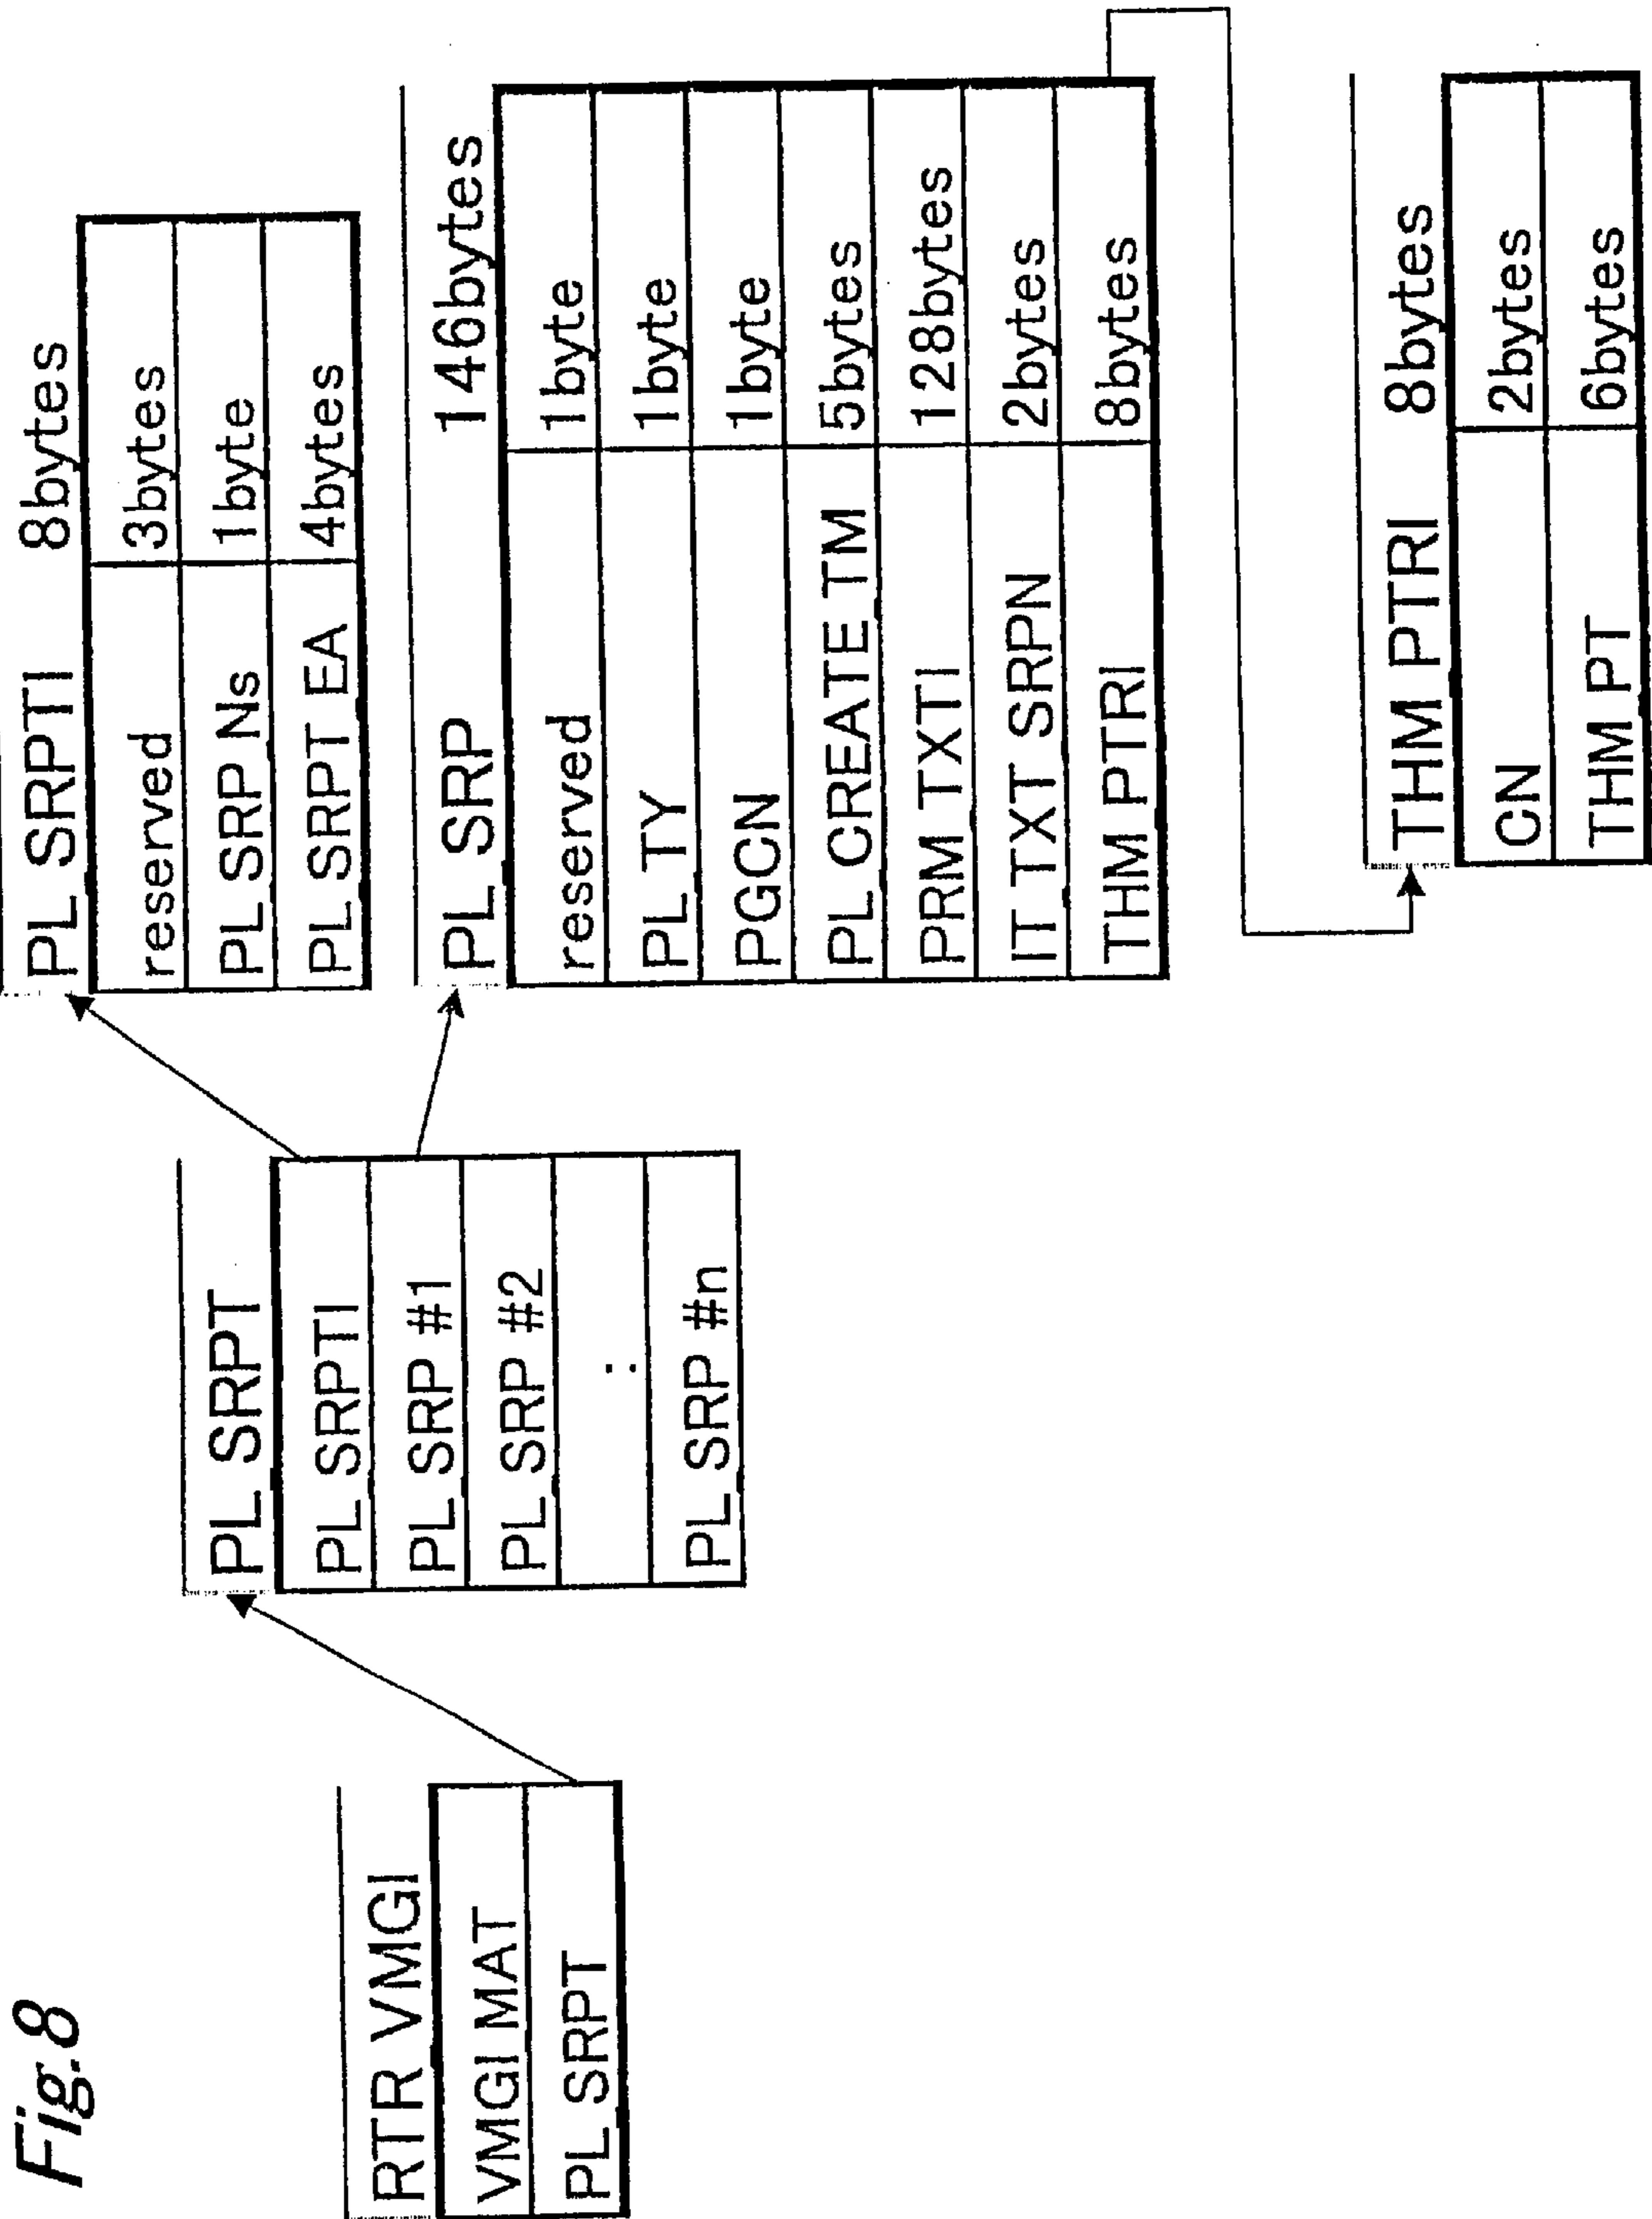 Fig.8
RTR VMGI
VMGI MAT
PL SRPT
PL SRPT
PL SRPTI
PL SRP #1
PL SRP #2
:
PL SRP #n
PL SRPTI 8bytes
reserved 3bytes
PL SRP Ns 1byte
PL SRPT EA 4bytes
PL SRP 146bytes
reserved 1byte
PL TY 1byte
PGCN 1byte
PL CREATE TM 5bytes
PRM TXTI 128bytes
IT TXT SRPN 2bytes
THM PTRI 8bytes
THM PTRI 8bytes
CN 2bytes
THM PT 6bytes